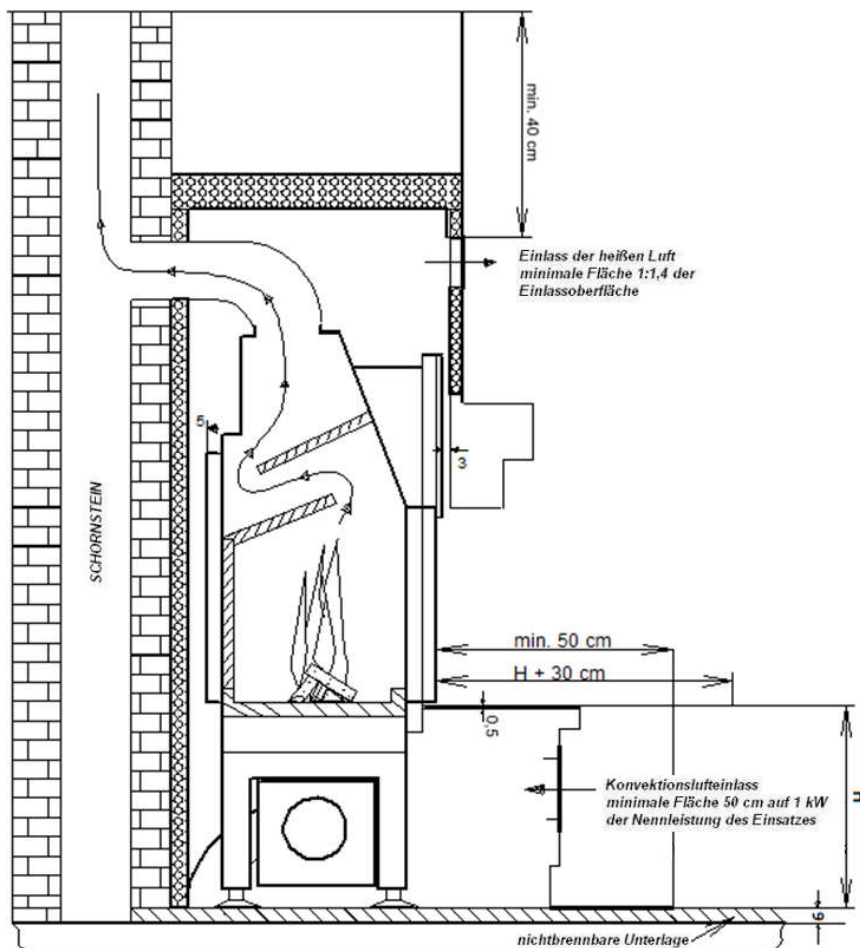 min. 40 cm
Einlass der heißen Luft
minimale Fläche 1:1,4 der
Einlassoberfläche
5
3
SCHORNSTEIN
min. 50 cm
H + 30 cm
0,5
Konvektionslufteinlass
minimale Fläche 50 cm auf 1 kW
der Nennleistung des Einsatzes
H
6
nichtbrennbare Unterlage